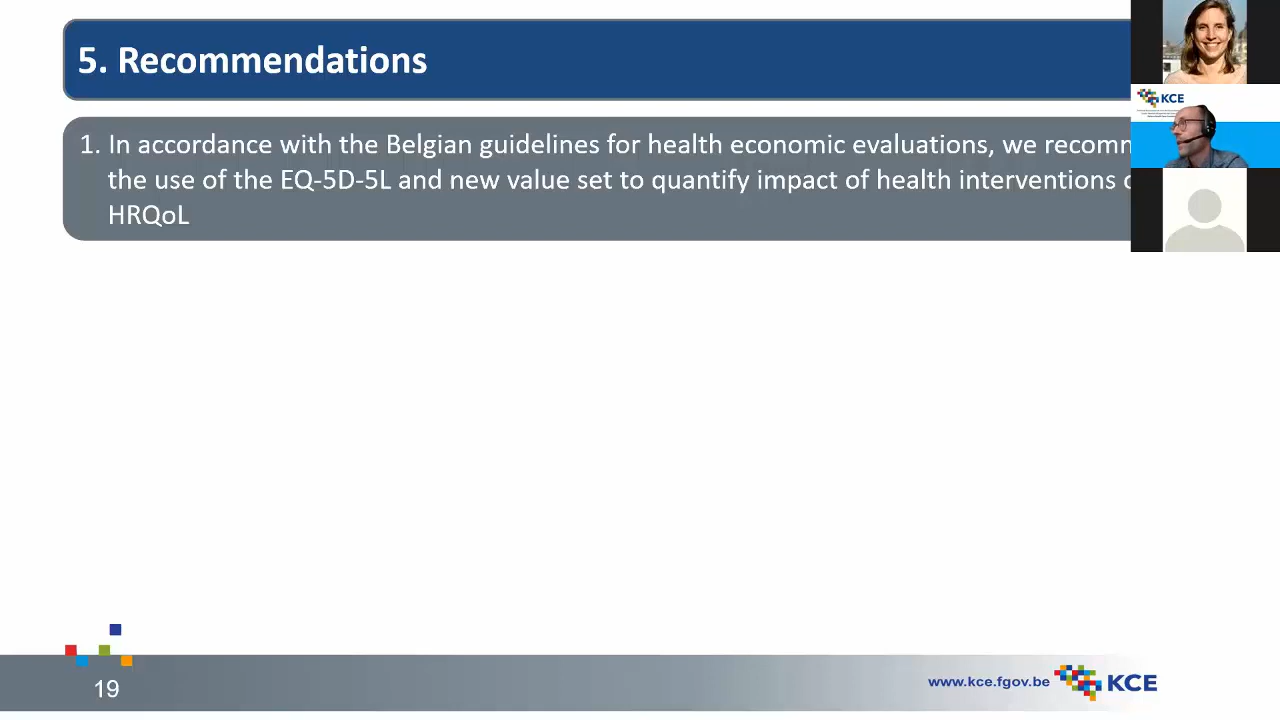 5. Recommendations
1. In accordance with the Belgian guidelines for health economic evaluations, we
the use of the EQ-5D-5L and new value set to quantify impact of health interventions
HRQoL
KCE
19
www.kce.fgov.be
KCE